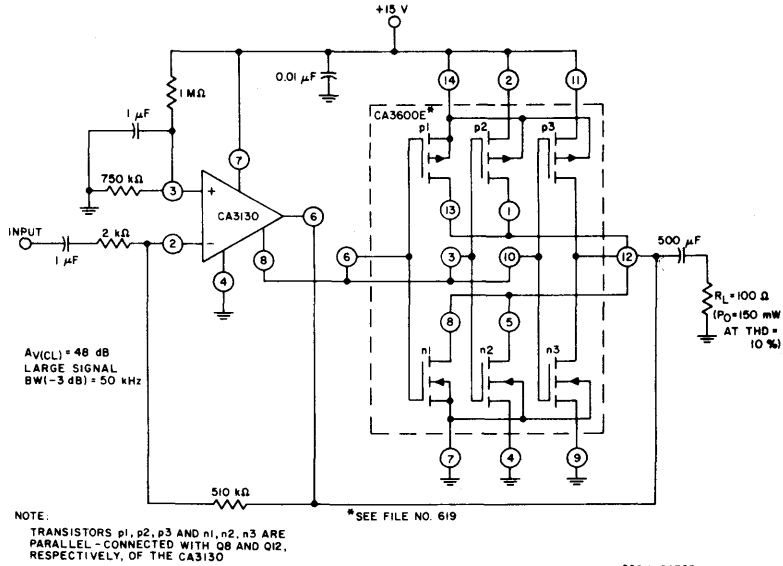 +15 V
0.01 µF
1 MΩ
1 µF
750 kΩ
3
+
7
CA3130
6
INPUT
1 µF
2 kΩ
2
–
4
8
14
2
11
CA3600E*
p1
p2
p3
13
1
6
3
10
12
8
5
n1
n2
n3
7
4
9
500 µF
RL=100 Ω
(PO=150 mW
AT THD=
10 %)
AV(CL) = 48 dB
LARGE SIGNAL
BW(-3 dB) = 50 kHz
510 kΩ
*SEE FILE NO. 619
NOTE:
TRANSISTORS p1, p2, p3 AND n1, n2, n3 ARE
PARALLEL-CONNECTED WITH Q8 AND Q12,
RESPECTIVELY, OF THE CA3130